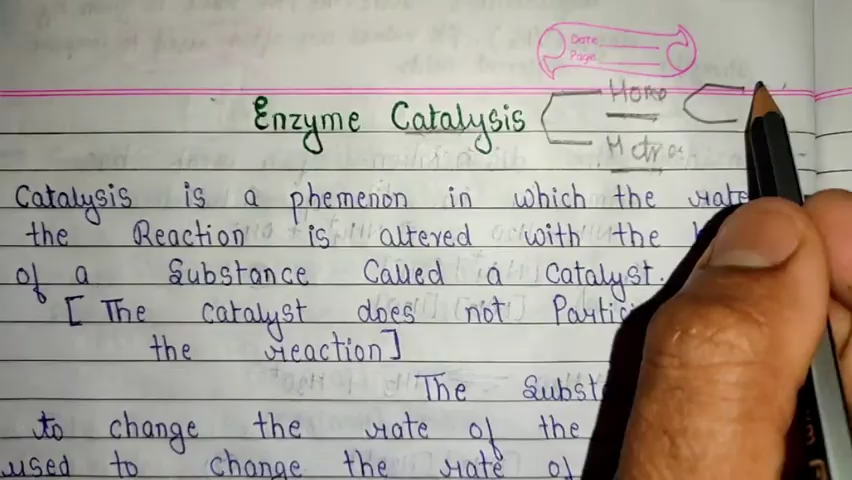 Date
Page
Enzyme Catalysis
Homo
Catalysis is a phemenon in which the rate
the Reaction is altered with the
of a Substance Called a Catalyst.
[ The catalyst does not Partici
the reaction]
The Subst
to change the rate of the
used to change the rate of